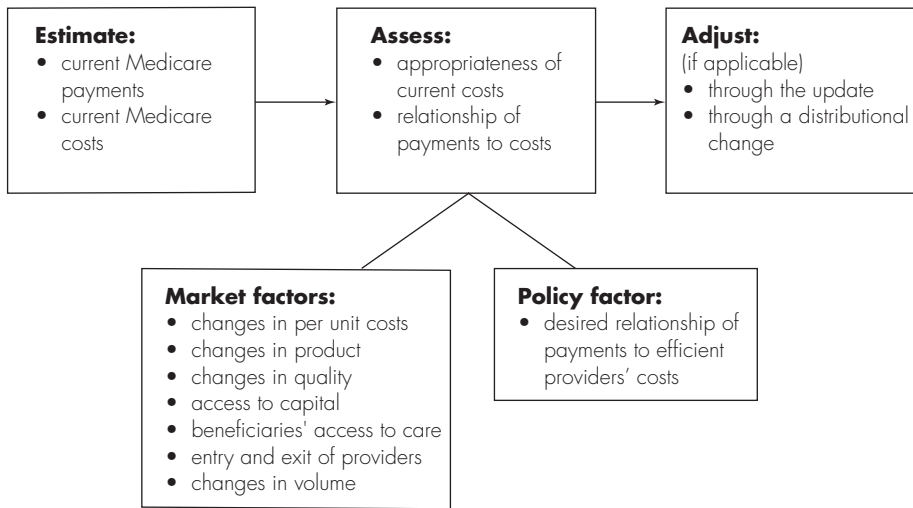 Estimate:
• current Medicare
payments
• current Medicare
costs
Assess:
• appropriateness of
current costs
• relationship of
payments to costs
Adjust:
(if applicable)
• through the update
• through a distributional
change
Market factors:
• changes in per unit costs
• changes in product
• changes in quality
• access to capital
• beneficiaries' access to care
• entry and exit of providers
• changes in volume
Policy factor:
• desired relationship of
payments to efficient
providers’ costs